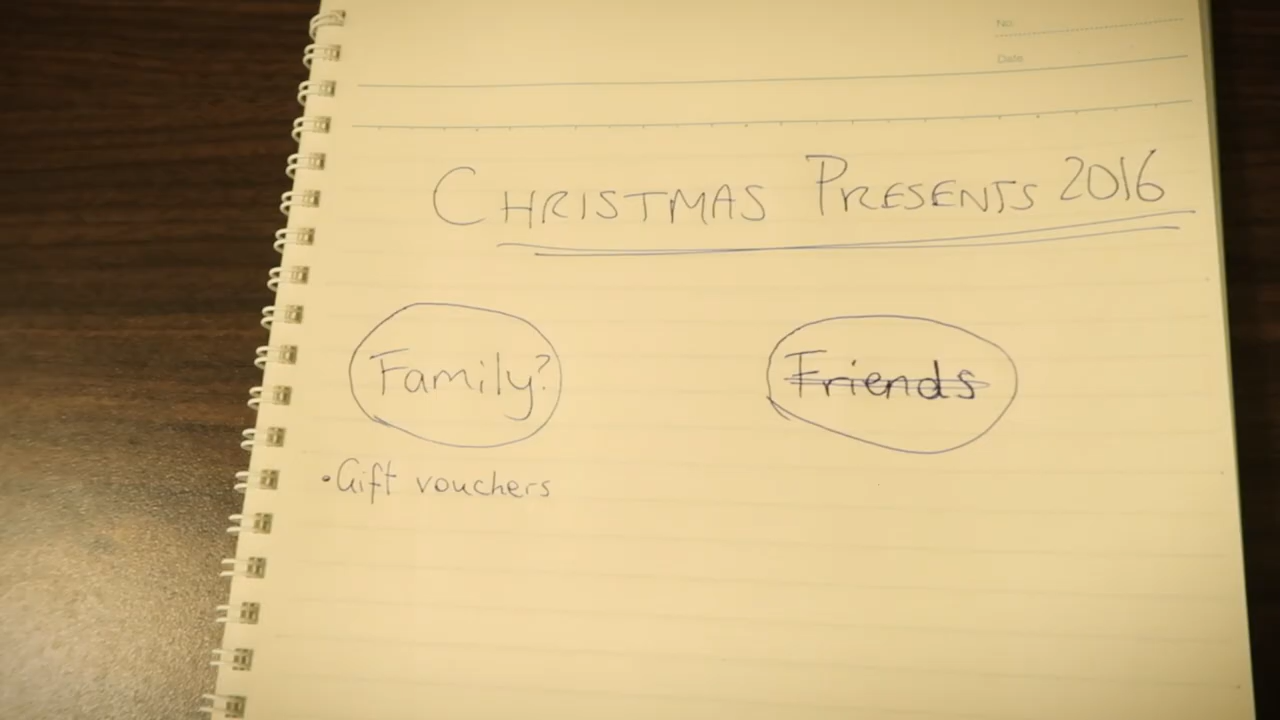 No.
Date
CHRISTMAS PRESENTS 2016
Family?
Friends
•Gift vouchers